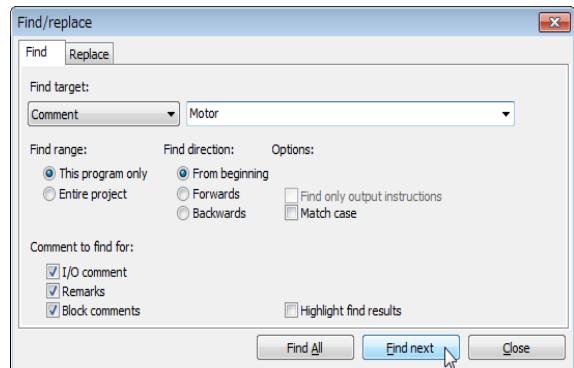 Find/replace
Find Replace
Find target:
Comment Motor
Find range: Find direction: Options:
This program only From beginning
Entire project Forwards Find only output instructions
Backwards Match case
Comment to find for:
I/O comment
Remarks
Block comments Highlight find results
Find All Find next Close